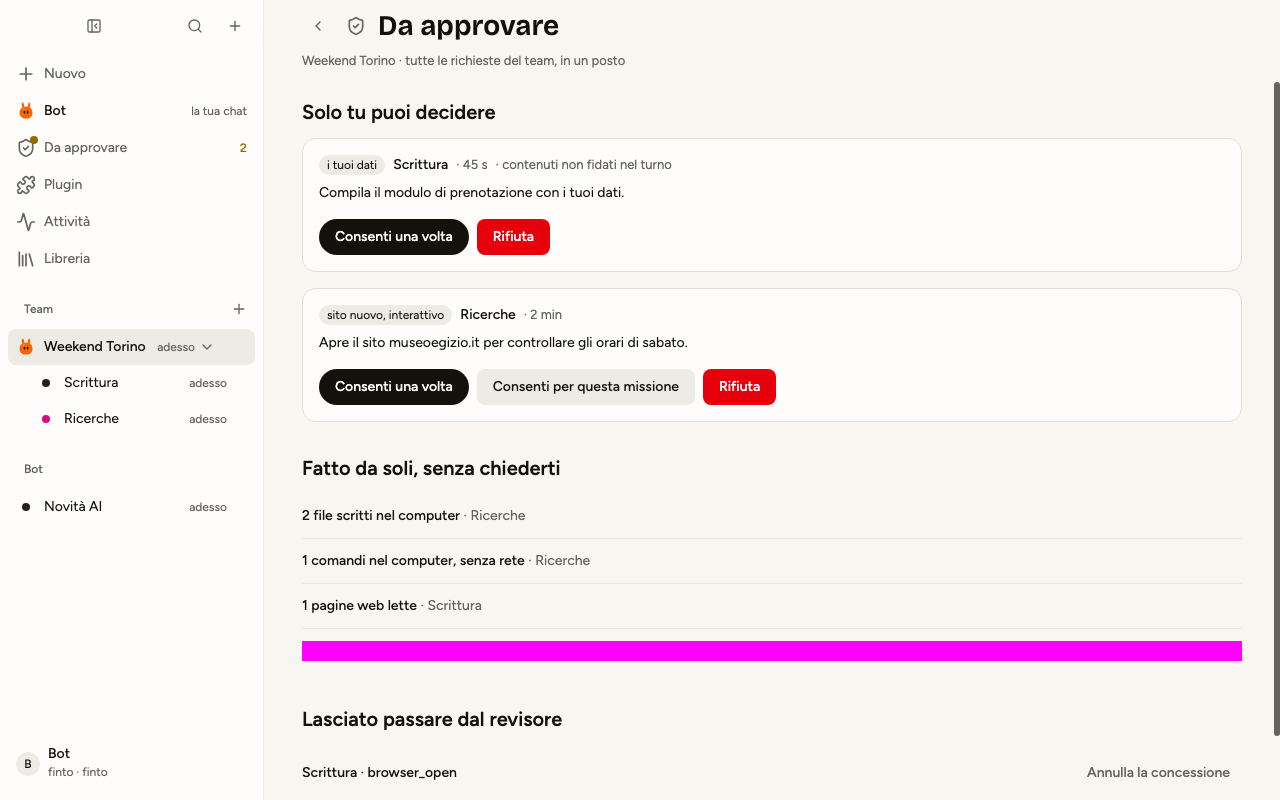 Nuovo
Bot la tua chat
Da approvare 2
Plugin
Attività
Libreria
Team
Weekend Torino adesso
Scrittura adesso
Ricerche adesso
Bot
Novità AI adesso
B
Bot
finto · finto
Da approvare
Weekend Torino · tutte le richieste del team, in un posto
Solo tu puoi decidere
i tuoi dati Scrittura · 45 s · contenuti non fidati nel turno
Compila il modulo di prenotazione con i tuoi dati.
Consenti una volta Rifiuta
sito nuovo, interattivo Ricerche · 2 min
Apre il sito museoegizio.it per controllare gli orari di sabato.
Consenti una volta Consenti per questa missione Rifiuta
Fatto da soli, senza chiederti
2 file scritti nel computer · Ricerche
1 comandi nel computer, senza rete · Ricerche
1 pagine web lette · Scrittura
Lasciato passare dal revisore
Scrittura · browser_open Annulla la concessione